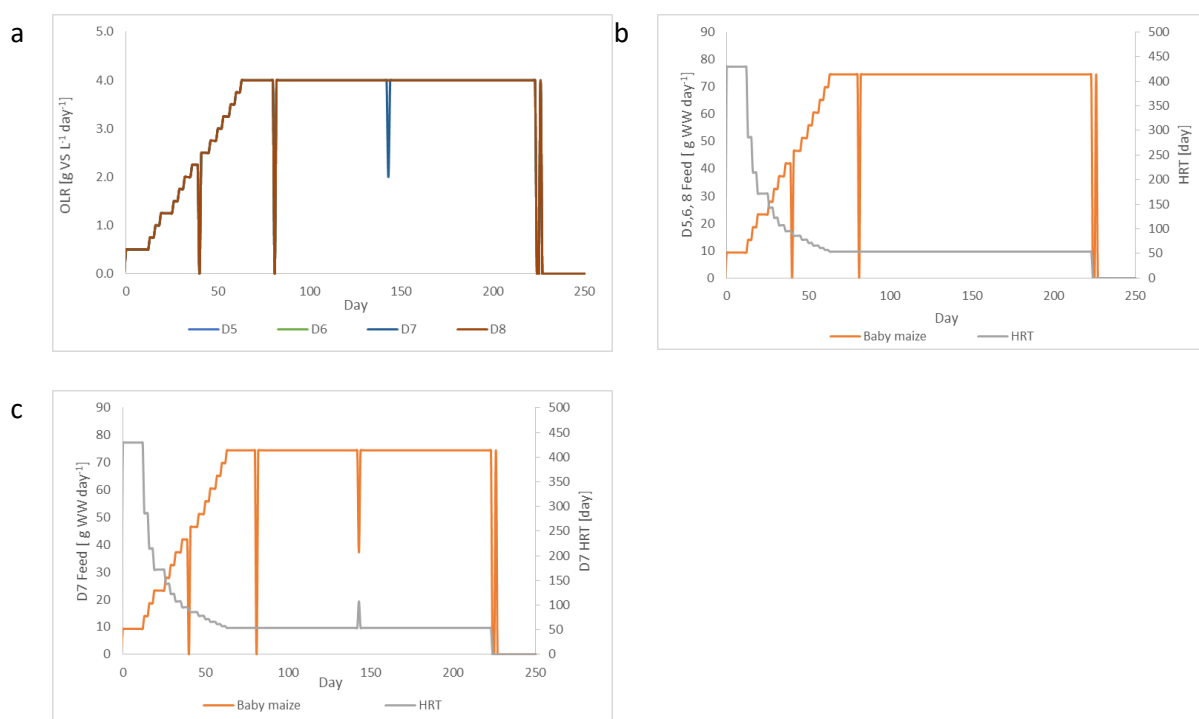 a
5.0
4.0
3.0
2.0
1.0
0.0
OLR [g VS L-1 day-1]
0 50 100 150 200 250
Day
D5 D6 D7 D8
b
90
80
70
60
50
40
30
20
10
0
D5,6, 8 Feed [ g WW day-1]
500
450
400
350
300
250
200
150
100
50
0
HRT [day]
0 50 100 150 200 250
Day
Baby maize HRT
c
90
80
70
60
50
40
30
20
10
0
D7 Feed [ g WW day-1]
500
450
400
350
300
250
200
150
100
50
0
D7 HRT [day]
0 50 100 150 200 250
Day
Baby maize HRT